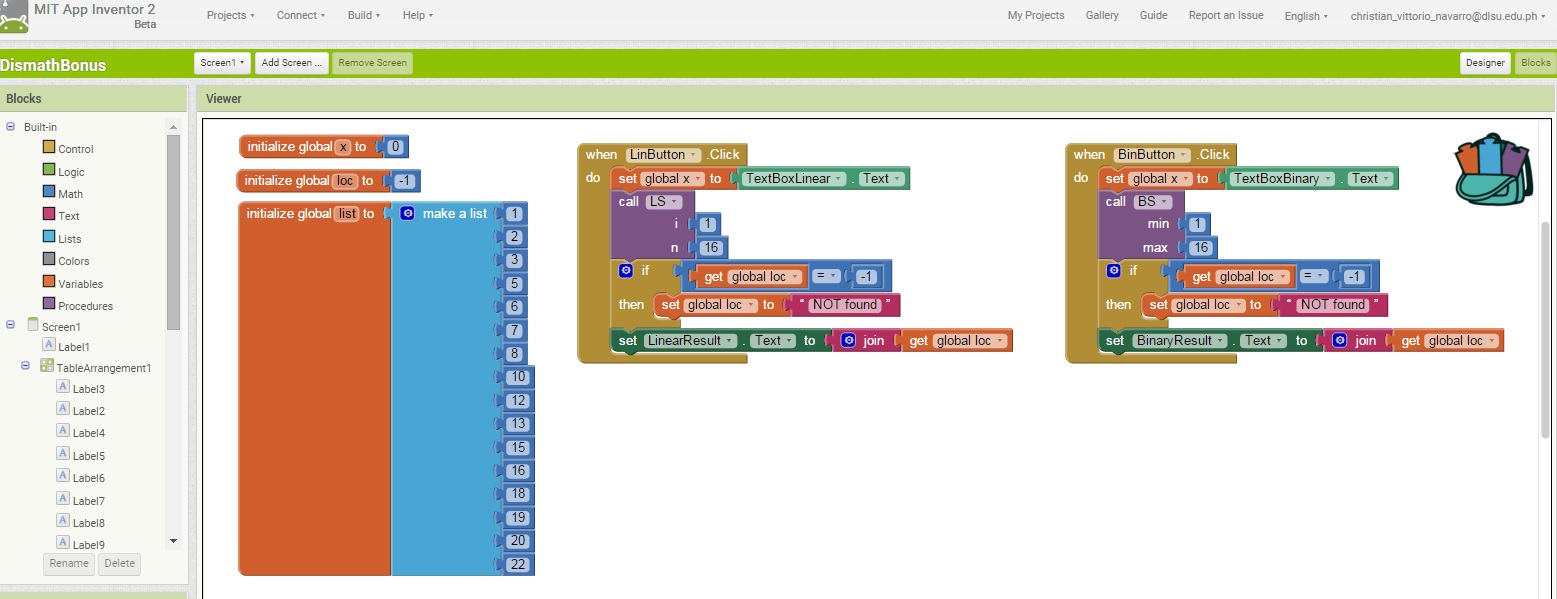 MIT App Inventor 2
Beta
Projects Connect Build Help
My Projects Gallery Guide Report an Issue English christian_vittorio_navarro@dlsu.edu.ph
DismathBonus
Screen1 Add Screen ... Remove Screen
Designer Blocks
Blocks
Built-in
Control
Logic
Math
Text
Lists
Colors
Variables
Procedures
Screen1
Label1
TableArrangement1
Label3
Label2
Label4
Label5
Label6
Label7
Label8
Label9
Rename Delete
Viewer
initialize global x to 0
initialize global loc to -1
initialize global list to make a list 1
2
3
5
6
7
8
10
12
13
15
16
18
19
20
22
when LinButton .Click
do set global x to TextBoxLinear . Text
call LS
i 1
n 16
if get global loc = -1
then set global loc to " NOT found "
set LinearResult . Text to join get global loc
when BinButton .Click
do set global x to TextBoxBinary . Text
call BS
min 1
max 16
if get global loc = -1
then set global loc to " NOT found "
set BinaryResult . Text to join get global loc